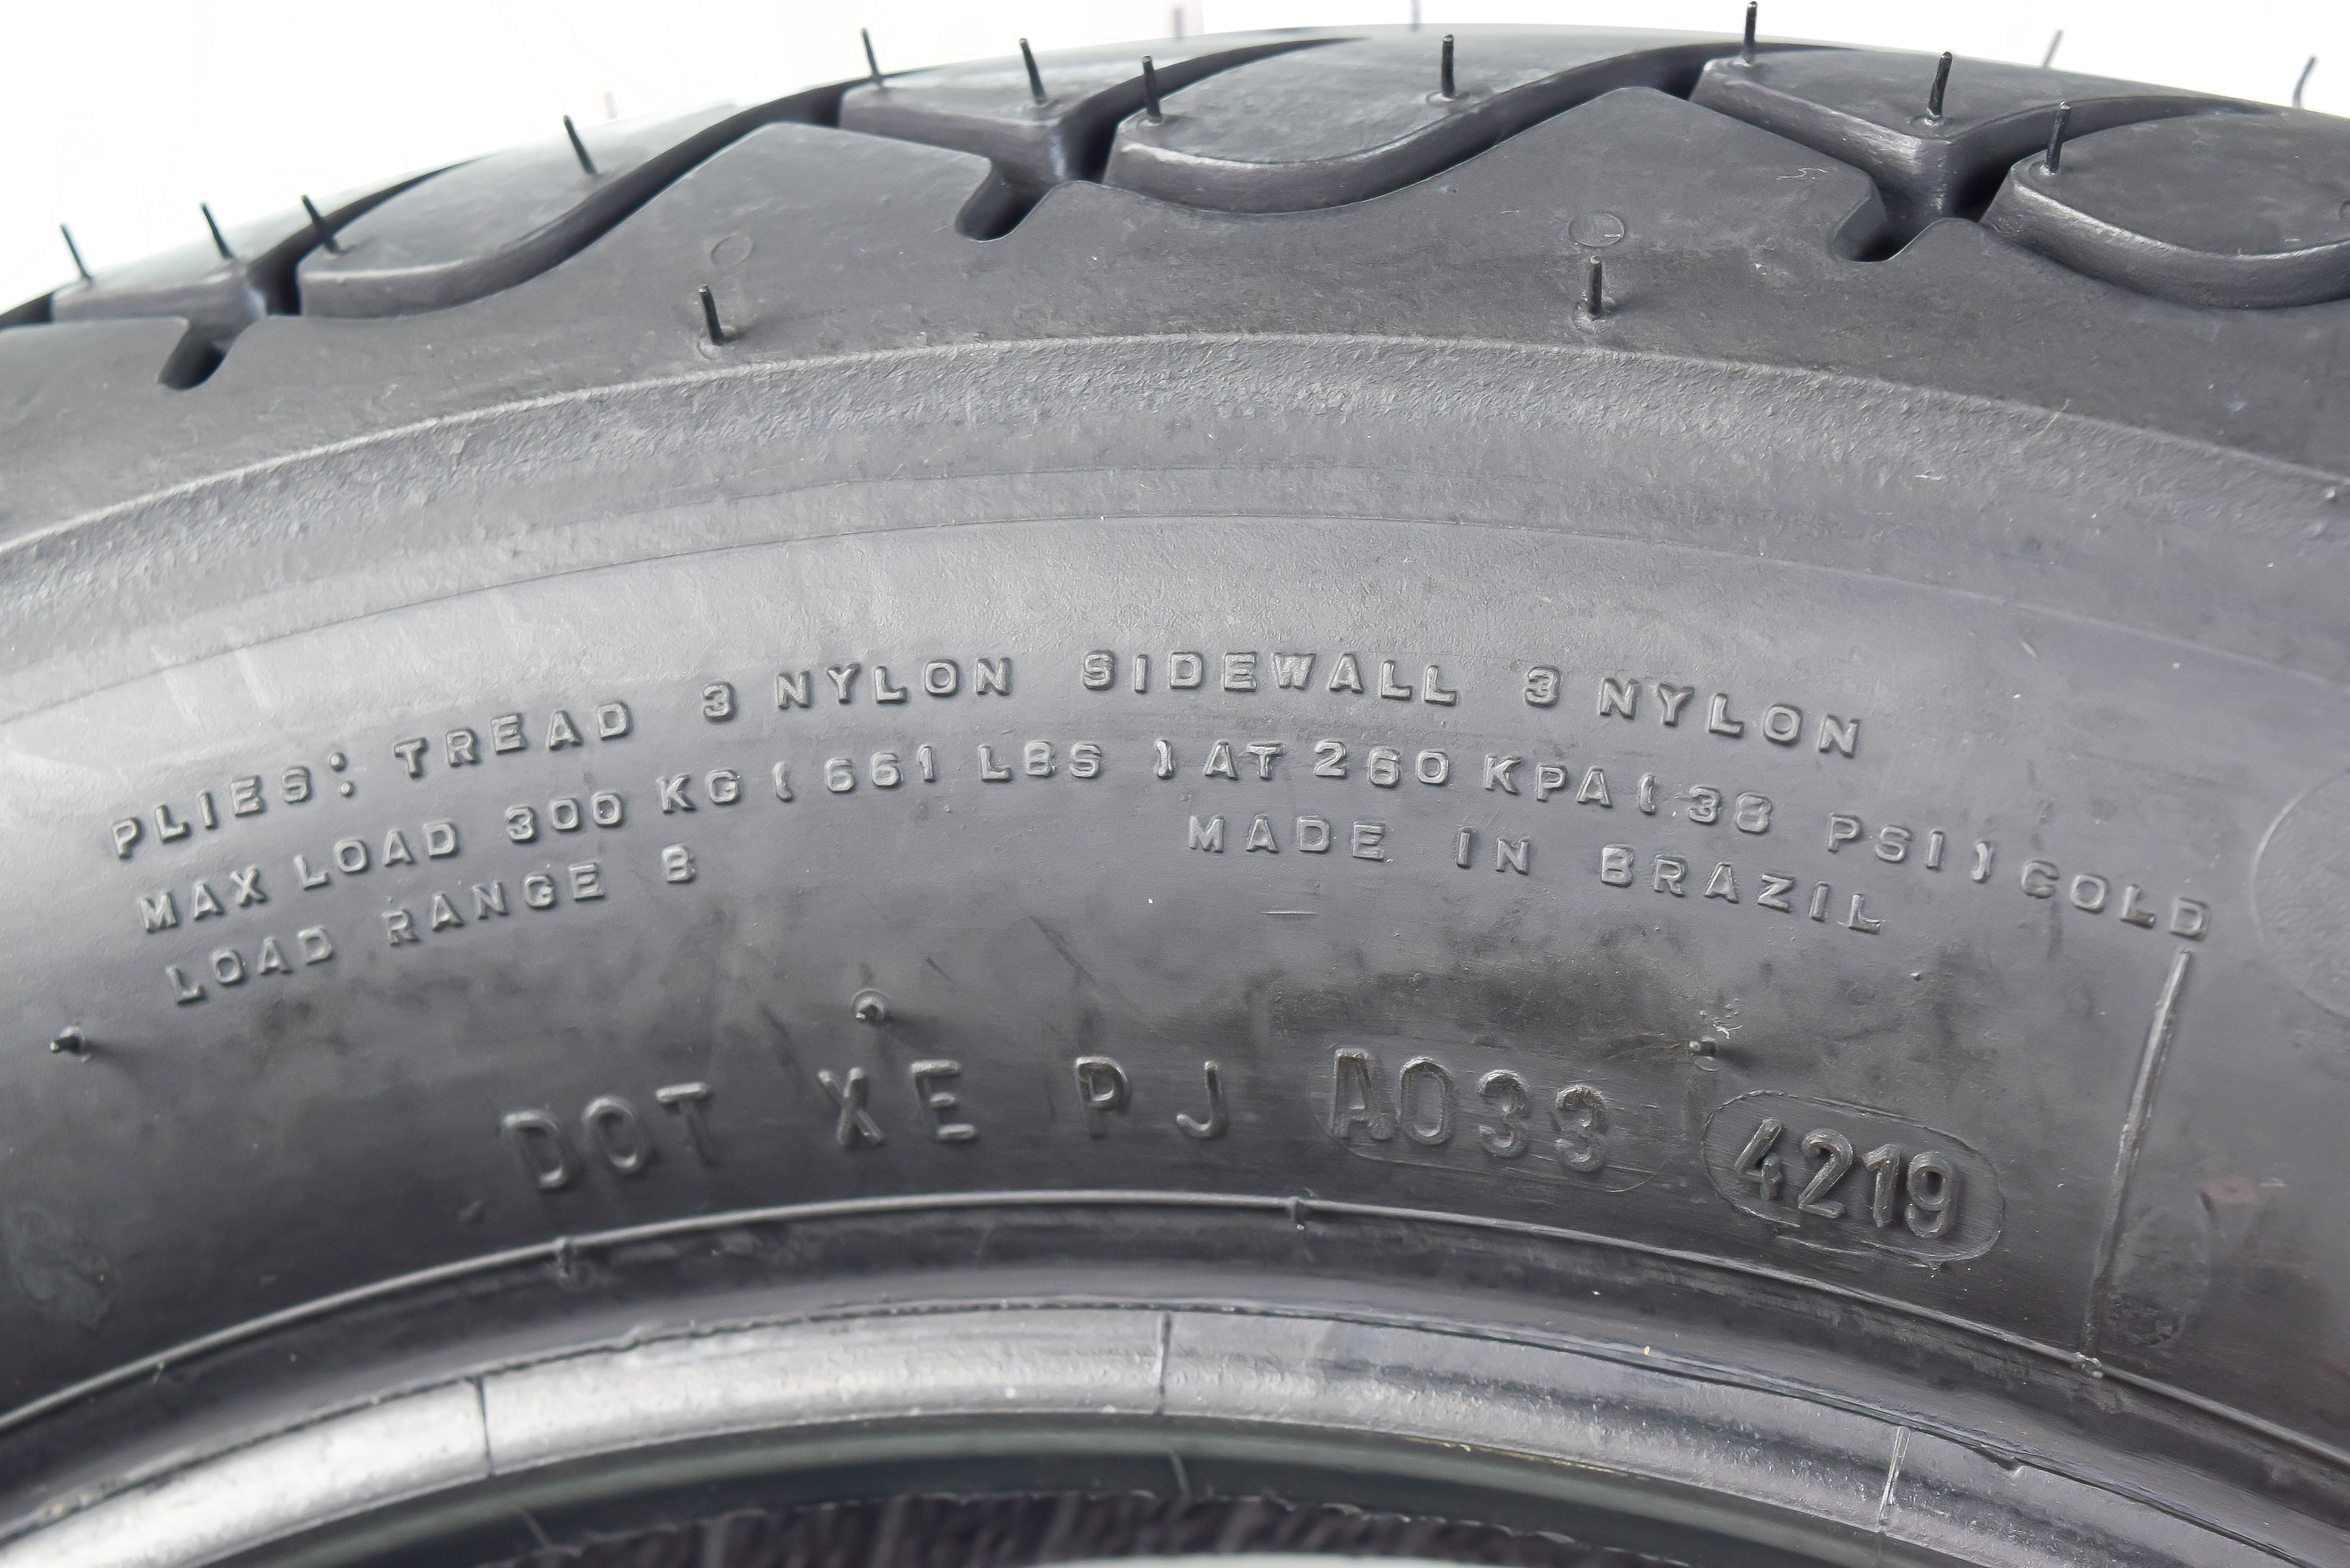 PLIES: TREAD 3 NYLON SIDEWALL 3 NYLON
MAX LOAD 300 KG (661 LBS) AT 260 KPA (38 PSI) COLD
LOAD RANGE B MADE IN BRAZIL
DOT XE PJ A033 4219